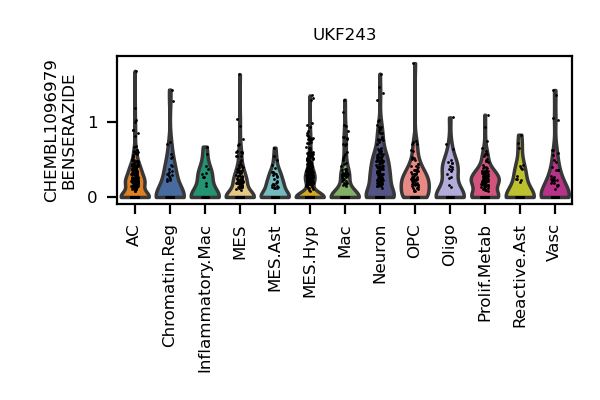 UKF243
CHEMBL1096979
BENSERAZIDE
1
0
AC
Chromatin.Reg
Inflammatory.Mac
MES
MES.Ast
MES.Hyp
Mac
Neuron
OPC
Oligo
Prolif.Metab
Reactive.Ast
Vasc